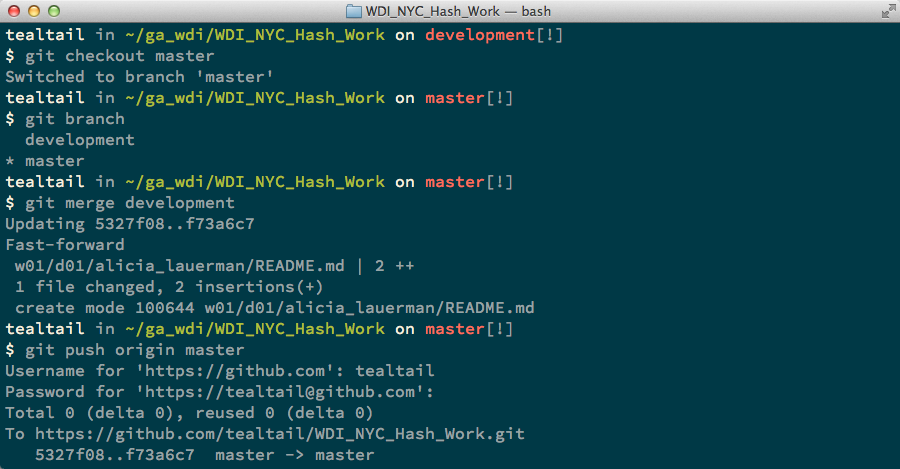 WDI_NYC_Hash_Work — bash
tealtail in ~/ga_wdi/WDI_NYC_Hash_Work on development[!]
$ git checkout master
Switched to branch 'master'
tealtail in ~/ga_wdi/WDI_NYC_Hash_Work on master[!]
$ git branch
  development
* master
tealtail in ~/ga_wdi/WDI_NYC_Hash_Work on master[!]
$ git merge development
Updating 5327f08..f73a6c7
Fast-forward
 w01/d01/alicia_lauerman/README.md | 2 ++
 1 file changed, 2 insertions(+)
 create mode 100644 w01/d01/alicia_lauerman/README.md
tealtail in ~/ga_wdi/WDI_NYC_Hash_Work on master[!]
$ git push origin master
Username for 'https://github.com': tealtail
Password for 'https://tealtail@github.com':
Total 0 (delta 0), reused 0 (delta 0)
To https://github.com/tealtail/WDI_NYC_Hash_Work.git
   5327f08..f73a6c7  master -> master